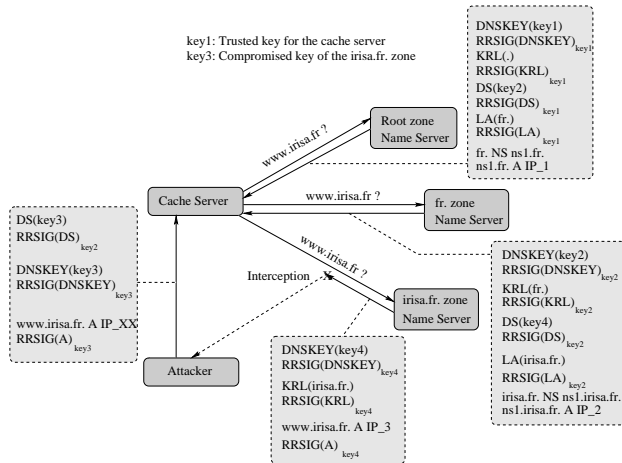 key1: Trusted key for the cache server
key3: Compromised key of the irisa.fr. zone
DNSKEY(key1)
RRSIG(DNSKEY)key1
KRL(.)
RRSIG(KRL)key1
DS(key2)
RRSIG(DS)key1
LA(fr.)
RRSIG(LA)key1
fr. NS ns1.fr.
ns1.fr. A IP_1
Root zone
Name Server
www.irisa.fr ?
Cache Server
www.irisa.fr ?
fr. zone
Name Server
DS(key3)
RRSIG(DS)key2
DNSKEY(key3)
RRSIG(DNSKEY)key3
www.irisa.fr. A IP_XX
RRSIG(A)key3
www.irisa.fr ?
Interception
X
irisa.fr. zone
Name Server
Attacker
DNSKEY(key2)
RRSIG(DNSKEY)key2
KRL(fr.)
RRSIG(KRL)key2
DS(key4)
RRSIG(DS)key2
LA(irisa.fr.)
RRSIG(LA)key2
irisa.fr. NS ns1.irisa.fr.
ns1.irisa.fr. A IP_2
DNSKEY(key4)
RRSIG(DNSKEY)key4
KRL(irisa.fr.)
RRSIG(KRL)key4
www.irisa.fr. A IP_3
RRSIG(A)key4